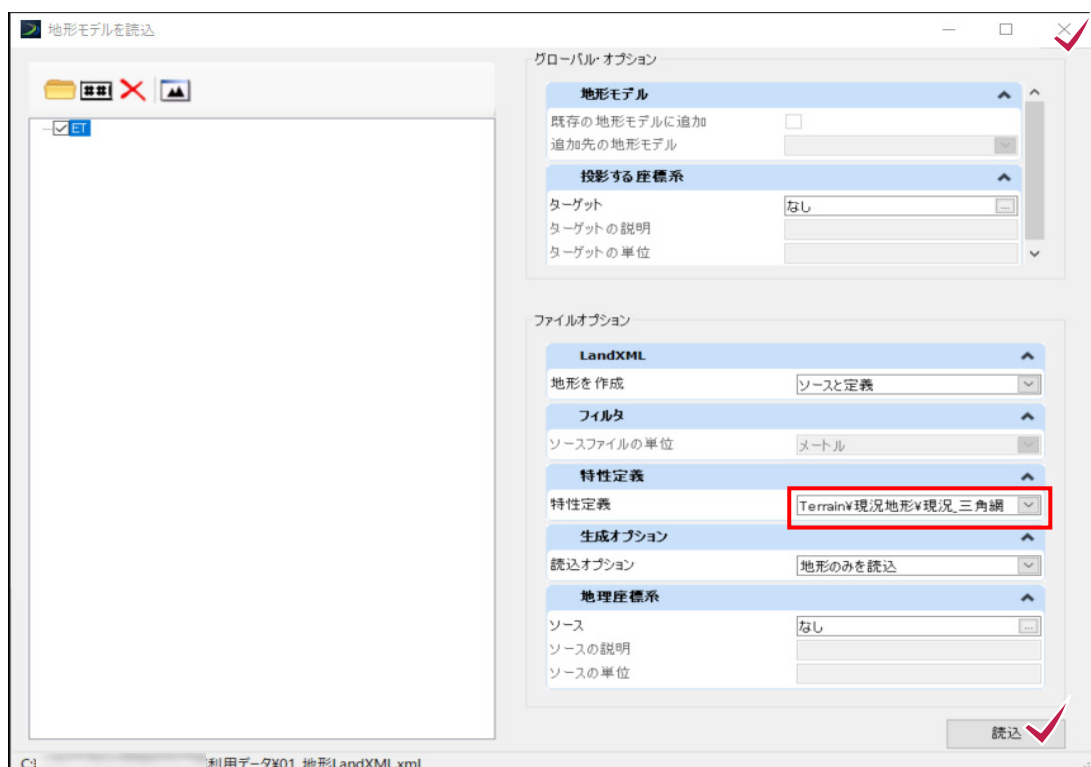 地形モデルを読込
グローバル・オプション
ET
地形モデル
既存の地形モデルに追加
追加先の地形モデル
投影する座標系
ターゲット なし
ターゲットの説明
ターゲットの単位
ファイルオプション
LandXML
地形を作成 ソースと定義
フィルタ
ソースファイルの単位 メートル
特性定義
特性定義 Terrain¥現況地形¥現況_三角網
生成オプション
読込オプション 地形のみを読込
地理座標系
ソース なし
ソースの説明
ソースの単位
読込
C:¥ 利用データ¥01_地形LandXML.xml